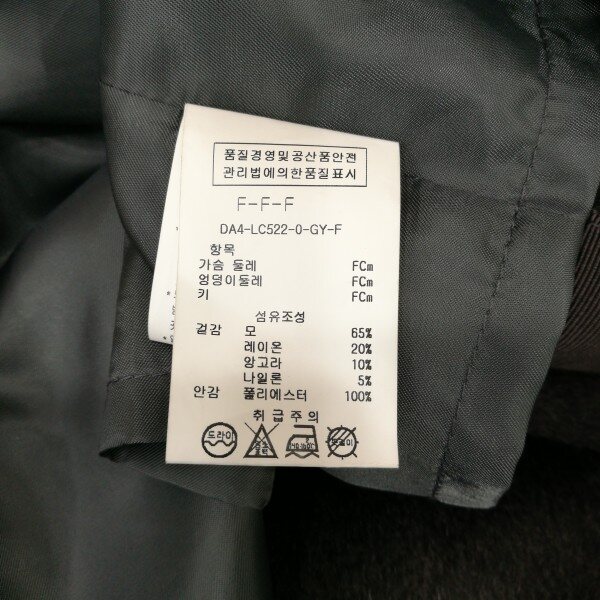 품질경영및공산품안전
관리법에의한품질표시
F-F-F
DA4-LC522-0-GY-F
항목
가슴 둘레 FCm
엉덩이둘레 FCm
키 FCm
섬유조성
겉감 모 65%
레이온 20%
앙고라 10%
나일론 5%
안감 폴리에스터 100%
취급주의
드라이